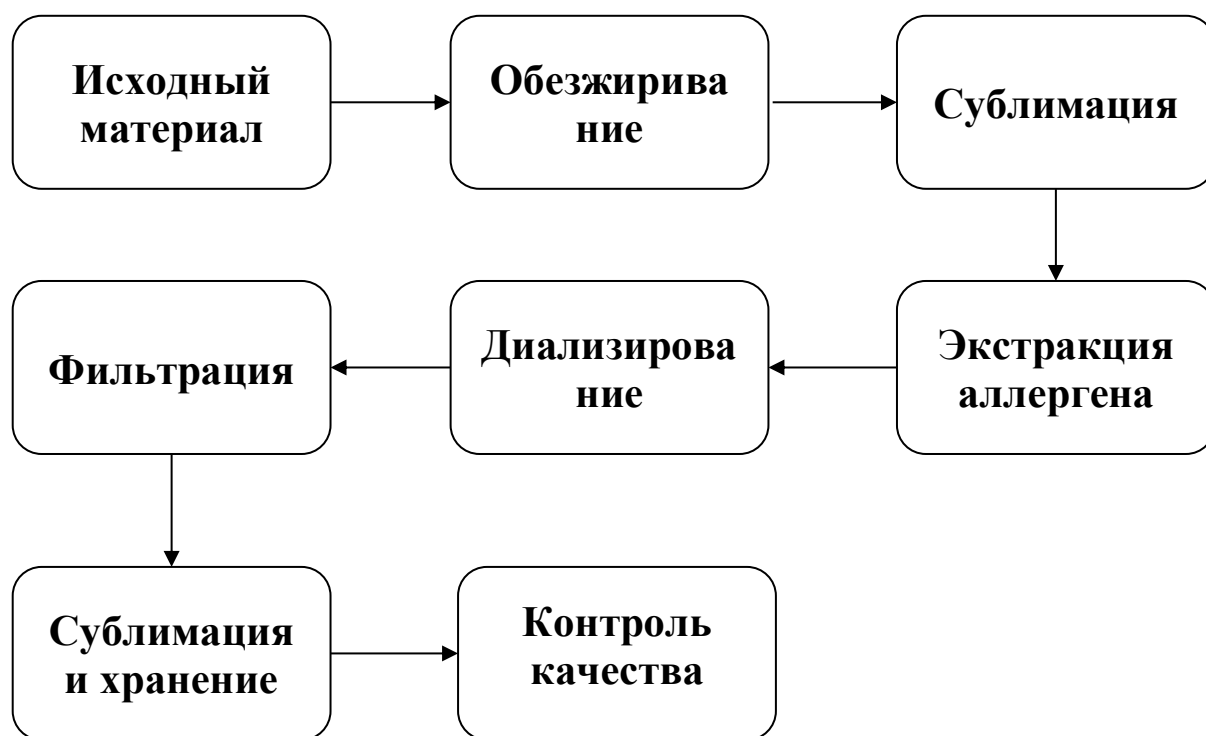 Исходный
материал
Обезжирива
ние
Сублимация
Экстракция
аллергена
Диализирова
ние
Фильтрация
Сублимация
и хранение
Контроль
качества